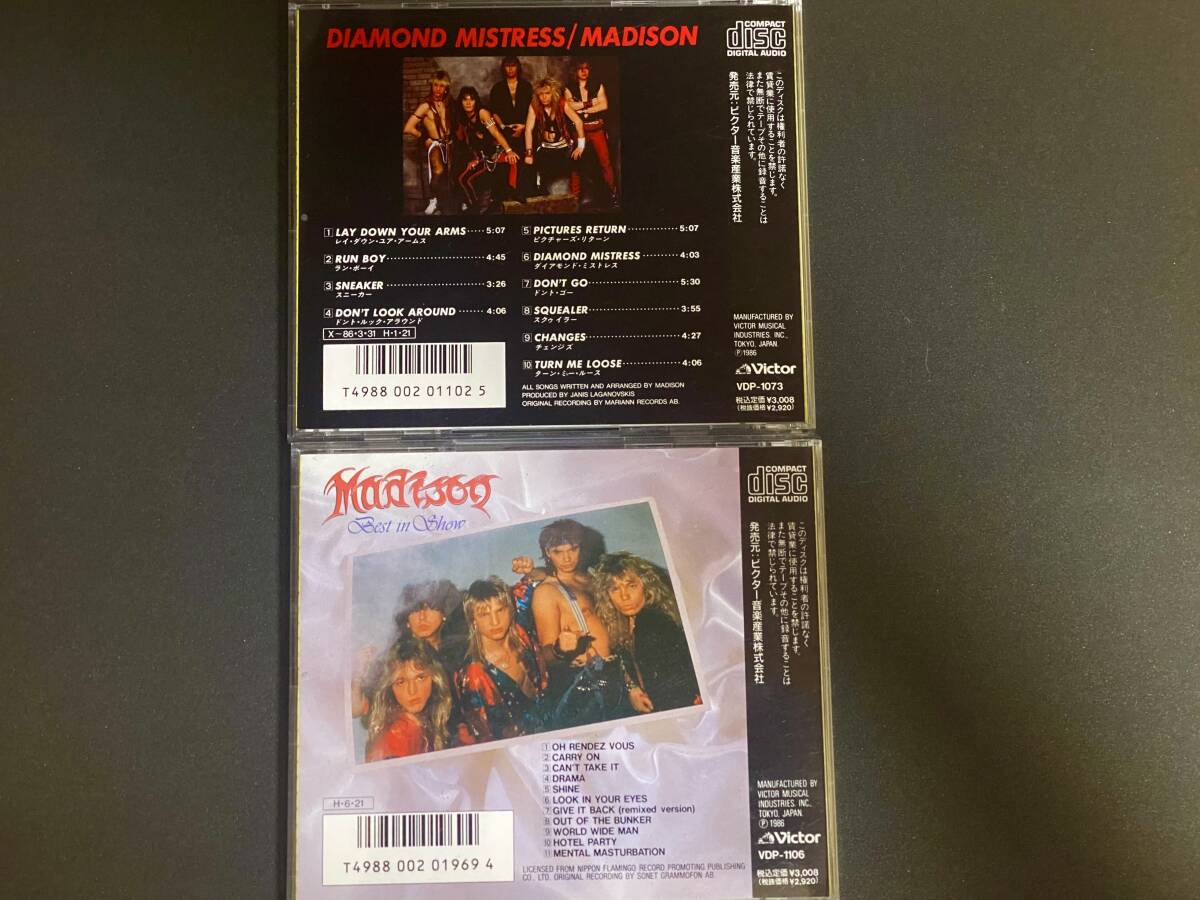 DIAMOND MISTRESS/MADISON
COMPACT
disc
DIGITAL AUDIO
このディスクは権利者の許諾なく
賃貸業に使用することを禁じます。
また無断でテープその他に録音することは
法律で禁じられています。
発売元：ビクター音楽産業株式会社
1 LAY DOWN YOUR ARMS······5:07
レイ・ダウン・ユア・アームス
2 RUN BOY······4:45
ラン・ボーイ
3 SNEAKER······3:26
スニーカー
4 DON'T LOOK AROUND······4:06
ドント・ルック・アラウンド
5 PICTURES RETURN······5:07
ピクチャーズ・リターン
6 DIAMOND MISTRESS······4:03
ダイアモンド・ミストレス
7 DON'T GO······5:30
ドント・ゴー
8 SQUEALER······3:55
スクゥイラー
9 CHANGES······4:27
チェンジズ
10 TURN ME LOOSE······4:06
ターン・ミー・ルース
X～86・3・31 H・1・21
T4988 002 01102 5
ALL SONGS WRITTEN AND ARRANGED BY MADISON
PRODUCED BY JANIS LAGANOVSKIS
ORIGINAL RECORDING BY MARIANN RECORDS AB.
MANUFACTURED BY
VICTOR MUSICAL
INDUSTRIES. INC.,
TOKYO, JAPAN.
Ⓟ1986
Victor
VDP-1073
税込定価¥3,008
(税抜価格¥2,920)
Madison
Best in Show
COMPACT
disc
DIGITAL AUDIO
このディスクは権利者の許諾なく
賃貸業に使用することを禁じます。
また無断でテープその他に録音することは
法律で禁じられています。
発売元：ビクター音楽産業株式会社
1 OH RENDEZ VOUS
2 CARRY ON
3 CAN'T TAKE IT
4 DRAMA
5 SHINE
6 LOOK IN YOUR EYES
7 GIVE IT BACK (remixed version)
8 OUT OF THE BUNKER
9 WORLD WIDE MAN
10 HOTEL PARTY
11 MENTAL MASTURBATION
H・6・21
T4988 002 01969 4
LICENSED FROM NIPPON FLAMINGO RECORD PROMOTING PUBLISHING
CO., LTD. ORIGINAL RECORDING BY SONET GRAMMOFON AB.
MANUFACTURED BY
VICTOR MUSICAL
INDUSTRIES. INC.,
TOKYO, JAPAN.
Ⓟ1986
Victor
VDP-1106
税込定価¥3,008
(税抜価格¥2,920)